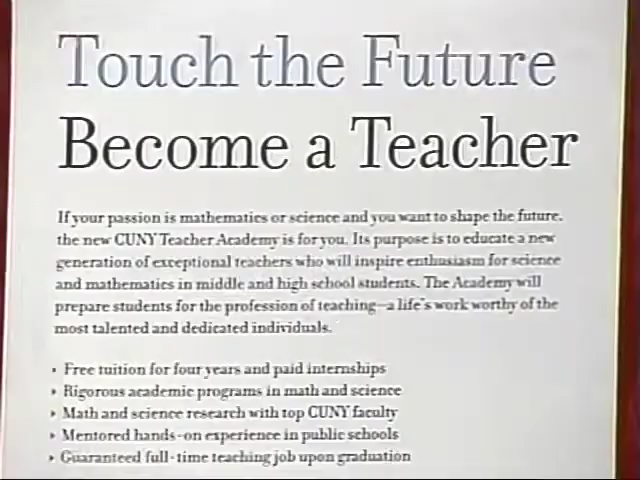 Touch the Future
Become a Teacher
If your passion is mathematics or science and you want to shape the future,
the new CUNY Teacher Academy is for you. Its purpose is to educate a new
generation of exceptional teachers who will inspire enthusiasm for science
and mathematics in middle and high school students. The Academy will
prepare students for the profession of teaching—a life's work worthy of the
most talented and dedicated individuals.
‣ Free tuition for four years and paid internships
‣ Rigorous academic programs in math and science
‣ Math and science research with top CUNY faculty
‣ Mentored hands-on experience in public schools
‣ Guaranteed full-time teaching job upon graduation